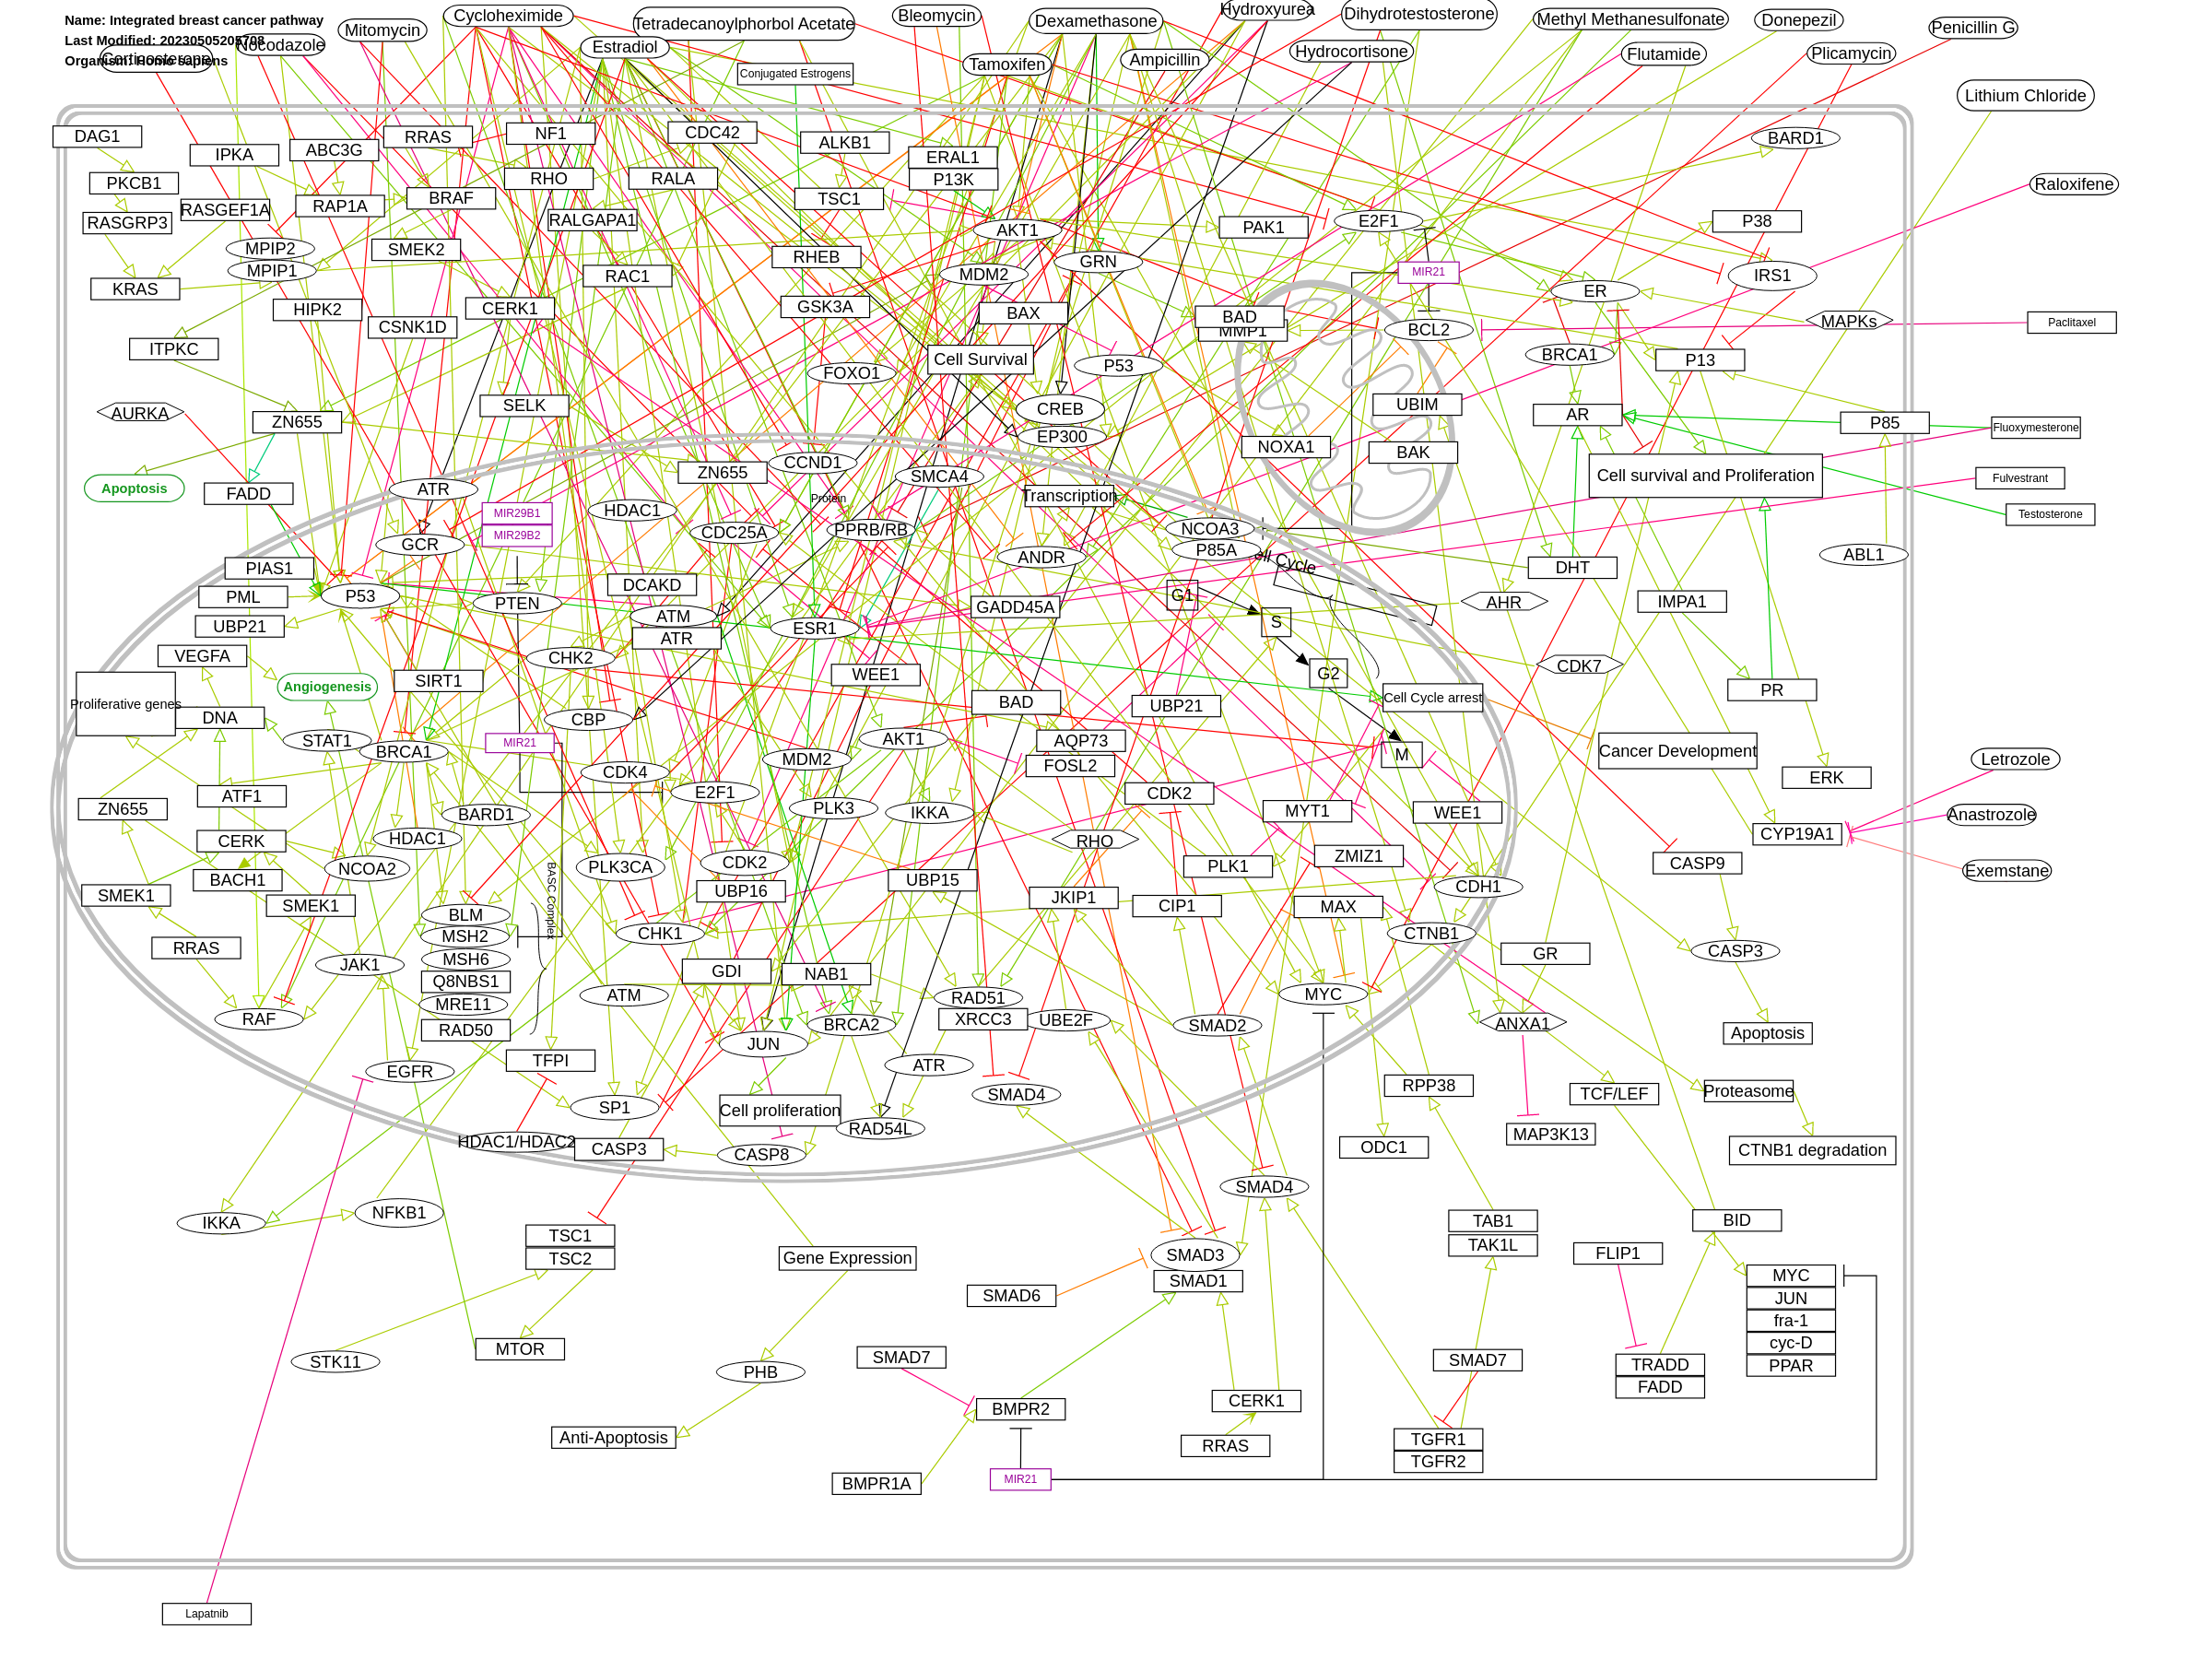 Name: Integrated breast cancer pathway
Last Modified: 20230505205708
Organism: Homo sapiens
Corticosterone
Nocodazole
Mitomycin
Cycloheximide
Estradiol
Tetradecanoylphorbol Acetate
Conjugated Estrogens
Bleomycin
Tamoxifen
Dexamethasone
Ampicillin
Hydroxyurea
Hydrocortisone
Dihydrotestosterone
Methyl Methanesulfonate
Flutamide
Donepezil
Plicamycin
Penicillin G
Lithium Chloride
DAG1
IPKA
ABC3G
RRAS
NF1
CDC42
ALKB1
ERAL1
P13K
BARD1
PKCB1
RASGRP3
RASGEF1A
RAP1A
BRAF
RHO
RALA
RALGAPA1
TSC1
Raloxifene
MPIP2
MPIP1
SMEK2
RAC1
RHEB
AKT1
MDM2
GRN
PAK1
E2F1
P38
MIR21
ER
IRS1
KRAS
HIPK2
CSNK1D
CERK1
GSK3A
BAX
BAD
MMP1
BCL2
MAPKs
Paclitaxel
ITPKC
Cell Survival
FOXO1
P53
BRCA1
P13
AURKA
ZN655
SELK
CREB
EP300
UBIM
AR
P85
Fluoxymesterone
NOXA1
BAK
Cell survival and Proliferation
Fulvestrant
Testosterone
Apoptosis
FADD
ATR
MIR29B1
MIR29B2
ZN655
CCND1
Protein
SMCA4
Transcription
HDAC1
CDC25A
PPRB/RB
NCOA3
P85A
ell Cycle
GCR
ANDR
DHT
ABL1
PIAS1
PML
UBP21
P53
PTEN
DCAKD
ATM
ATR
ESR1
GADD45A
G1
S
G2
M
AHR
IMPA1
VEGFA
CHK2
WEE1
CDK7
Angiogenesis
SIRT1
Proliferative genes
DNA
CBP
BAD
UBP21
Cell Cycle arrest
PR
STAT1
BRCA1
MIR21
AKT1
AQP73
FOSL2
Cancer Development
MDM2
CDK4
E2F1
CDK2
ERK
Letrozole
ZN655
ATF1
BARD1
PLK3
IKKA
MYT1
WEE1
CYP19A1
Anastrozole
CERK
HDAC1
RHO
BACH1
NCOA2
PLK3CA
CDK2
UBP16
UBP15
PLK1
ZMIZ1
CASP9
Exemstane
SMEK1
SMEK1
BASC Complex
JKIP1
CIP1
MAX
CDH1
BLM
MSH2
MSH6
Q8NBS1
MRE11
RAD50
CHK1
CTNB1
RRAS
JAK1
GDI
NAB1
GR
CASP3
RAF
ATM
RAD51
XRCC3
UBE2F
MYC
SMAD2
ANXA1
Apoptosis
JUN
BRCA2
EGFR
TFPI
ATR
SMAD4
RPP38
TCF/LEF
Proteasome
SP1
Cell proliferation
RAD54L
MAP3K13
HDAC1/HDAC2
CASP3
CASP8
ODC1
CTNB1 degradation
SMAD4
IKKA
NFKB1
TSC1
TSC2
Gene Expression
SMAD3
SMAD1
TAB1
TAK1L
BID
FLIP1
SMAD6
MYC
JUN
fra-1
cyc-D
PPAR
STK11
MTOR
PHB
SMAD7
SMAD7
TRADD
FADD
BMPR2
CERK1
RRAS
Anti-Apoptosis
TGFR1
TGFR2
BMPR1A
MIR21
Lapatnib